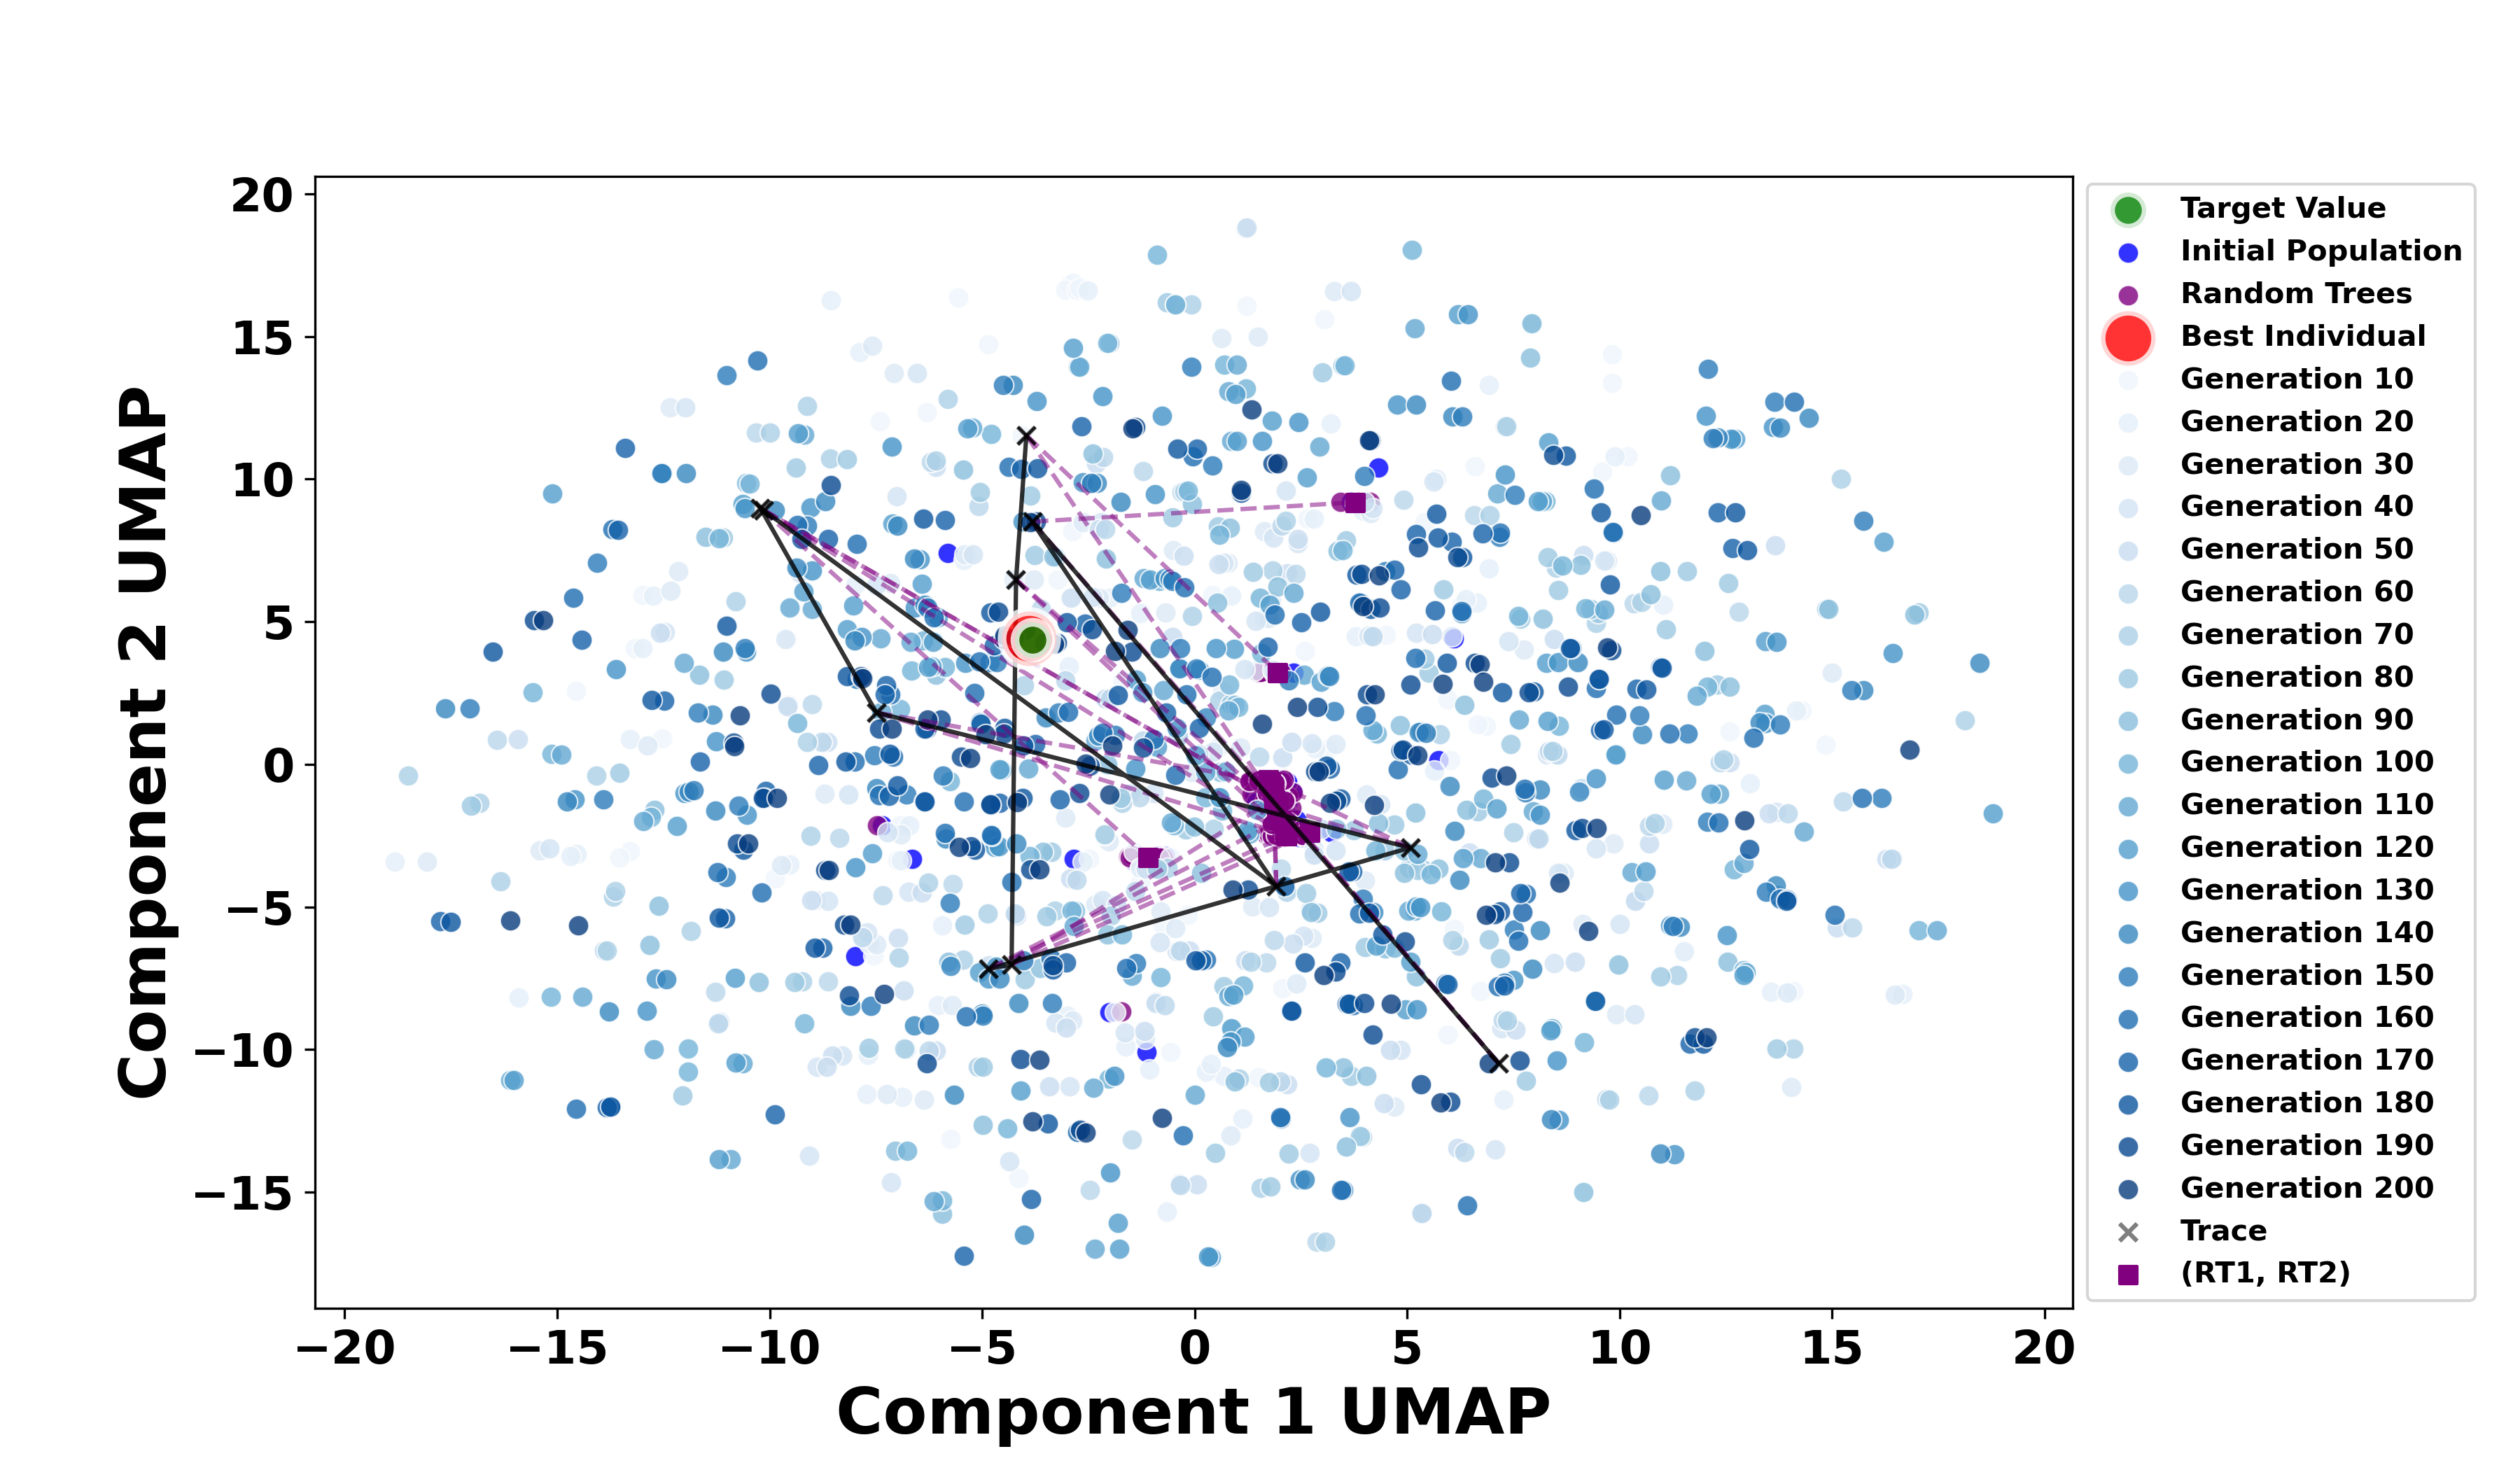 20
15
10
5
0
−5
−10
−15
Component 2 UMAP
−20 −15 −10 −5 0 5 10 15 20
Component 1 UMAP
Target Value
Initial Population
Random Trees
Best Individual
Generation 10
Generation 20
Generation 30
Generation 40
Generation 50
Generation 60
Generation 70
Generation 80
Generation 90
Generation 100
Generation 110
Generation 120
Generation 130
Generation 140
Generation 150
Generation 160
Generation 170
Generation 180
Generation 190
Generation 200
Trace
(RT1, RT2)